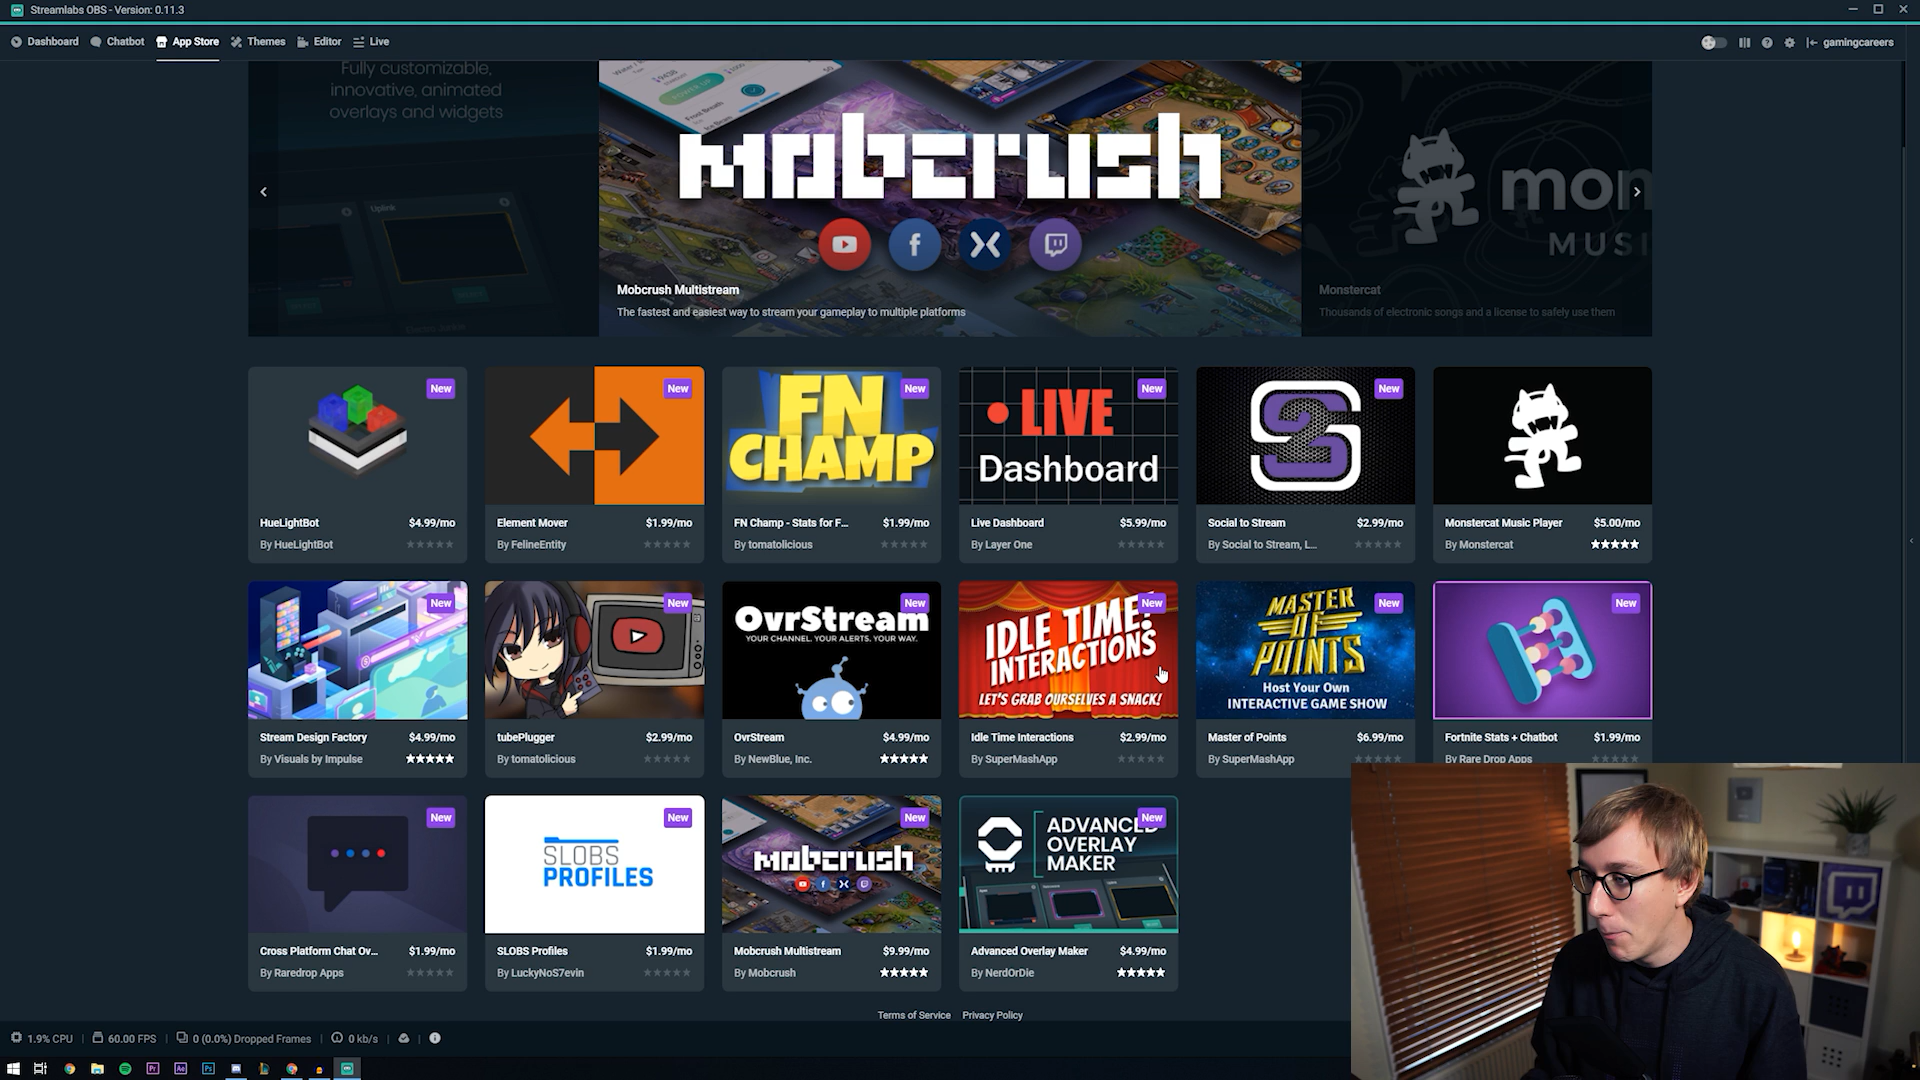 Streamlabs OBS - Version: 0.11.3
Dashboard
Chatbot
App Store
Themes
Editor
Live
gamingcareers
Fully customizable,
innovative, animated
overlays and widgets
Uplink
mobcrush
Mobcrush Multistream
The fastest and easiest way to stream your gameplay to multiple platforms
mon
MUSI
Monstercat
Thousands of electronic songs and a license to safely use them
New
HueLightBot $4.99/mo
By HueLightBot
New
Element Mover $1.99/mo
By FelineEntity
FN
CHAMP
New
FN Champ - Stats for F... $1.99/mo
By tomatolicious
LIVE
Dashboard
New
Live Dashboard $5.99/mo
By Layer One
S
New
Social to Stream $2.99/mo
By Social to Stream, L...
Monstercat Music Player $5.00/mo
By Monstercat
New
Stream Design Factory $4.99/mo
By Visuals by Impulse
New
tubePlugger $2.99/mo
By tomatolicious
New
OvrStream
YOUR CHANNEL. YOUR ALERTS. YOUR WAY.
OvrStream $4.99/mo
By NewBlue, Inc.
New
IDLE TIME:
INTERACTIONS
LET'S GRAB OURSELVES A SNACK!
Idle Time Interactions $2.99/mo
By SuperMashApp
New
MASTER
OF
POINTS
Host Your Own
INTERACTIVE GAME SHOW
Master of Points $6.99/mo
By SuperMashApp
New
Fortnite Stats + Chatbot $1.99/mo
By Rare Drop Apps
New
Cross Platform Chat Ov... $1.99/mo
By Raredrop Apps
New
SLOBS
PROFILES
SLOBS Profiles $1.99/mo
By LuckyNoS7evin
New
mobcrush
Mobcrush Multistream $9.99/mo
By Mobcrush
New
ADVANCED
OVERLAY
MAKER
Advanced Overlay Maker $4.99/mo
By NerdOrDie
Terms of Service Privacy Policy
1.9% CPU
60.00 FPS
0 (0.0%) Dropped Frames
0 kb/s
Pr
Ae
Ps